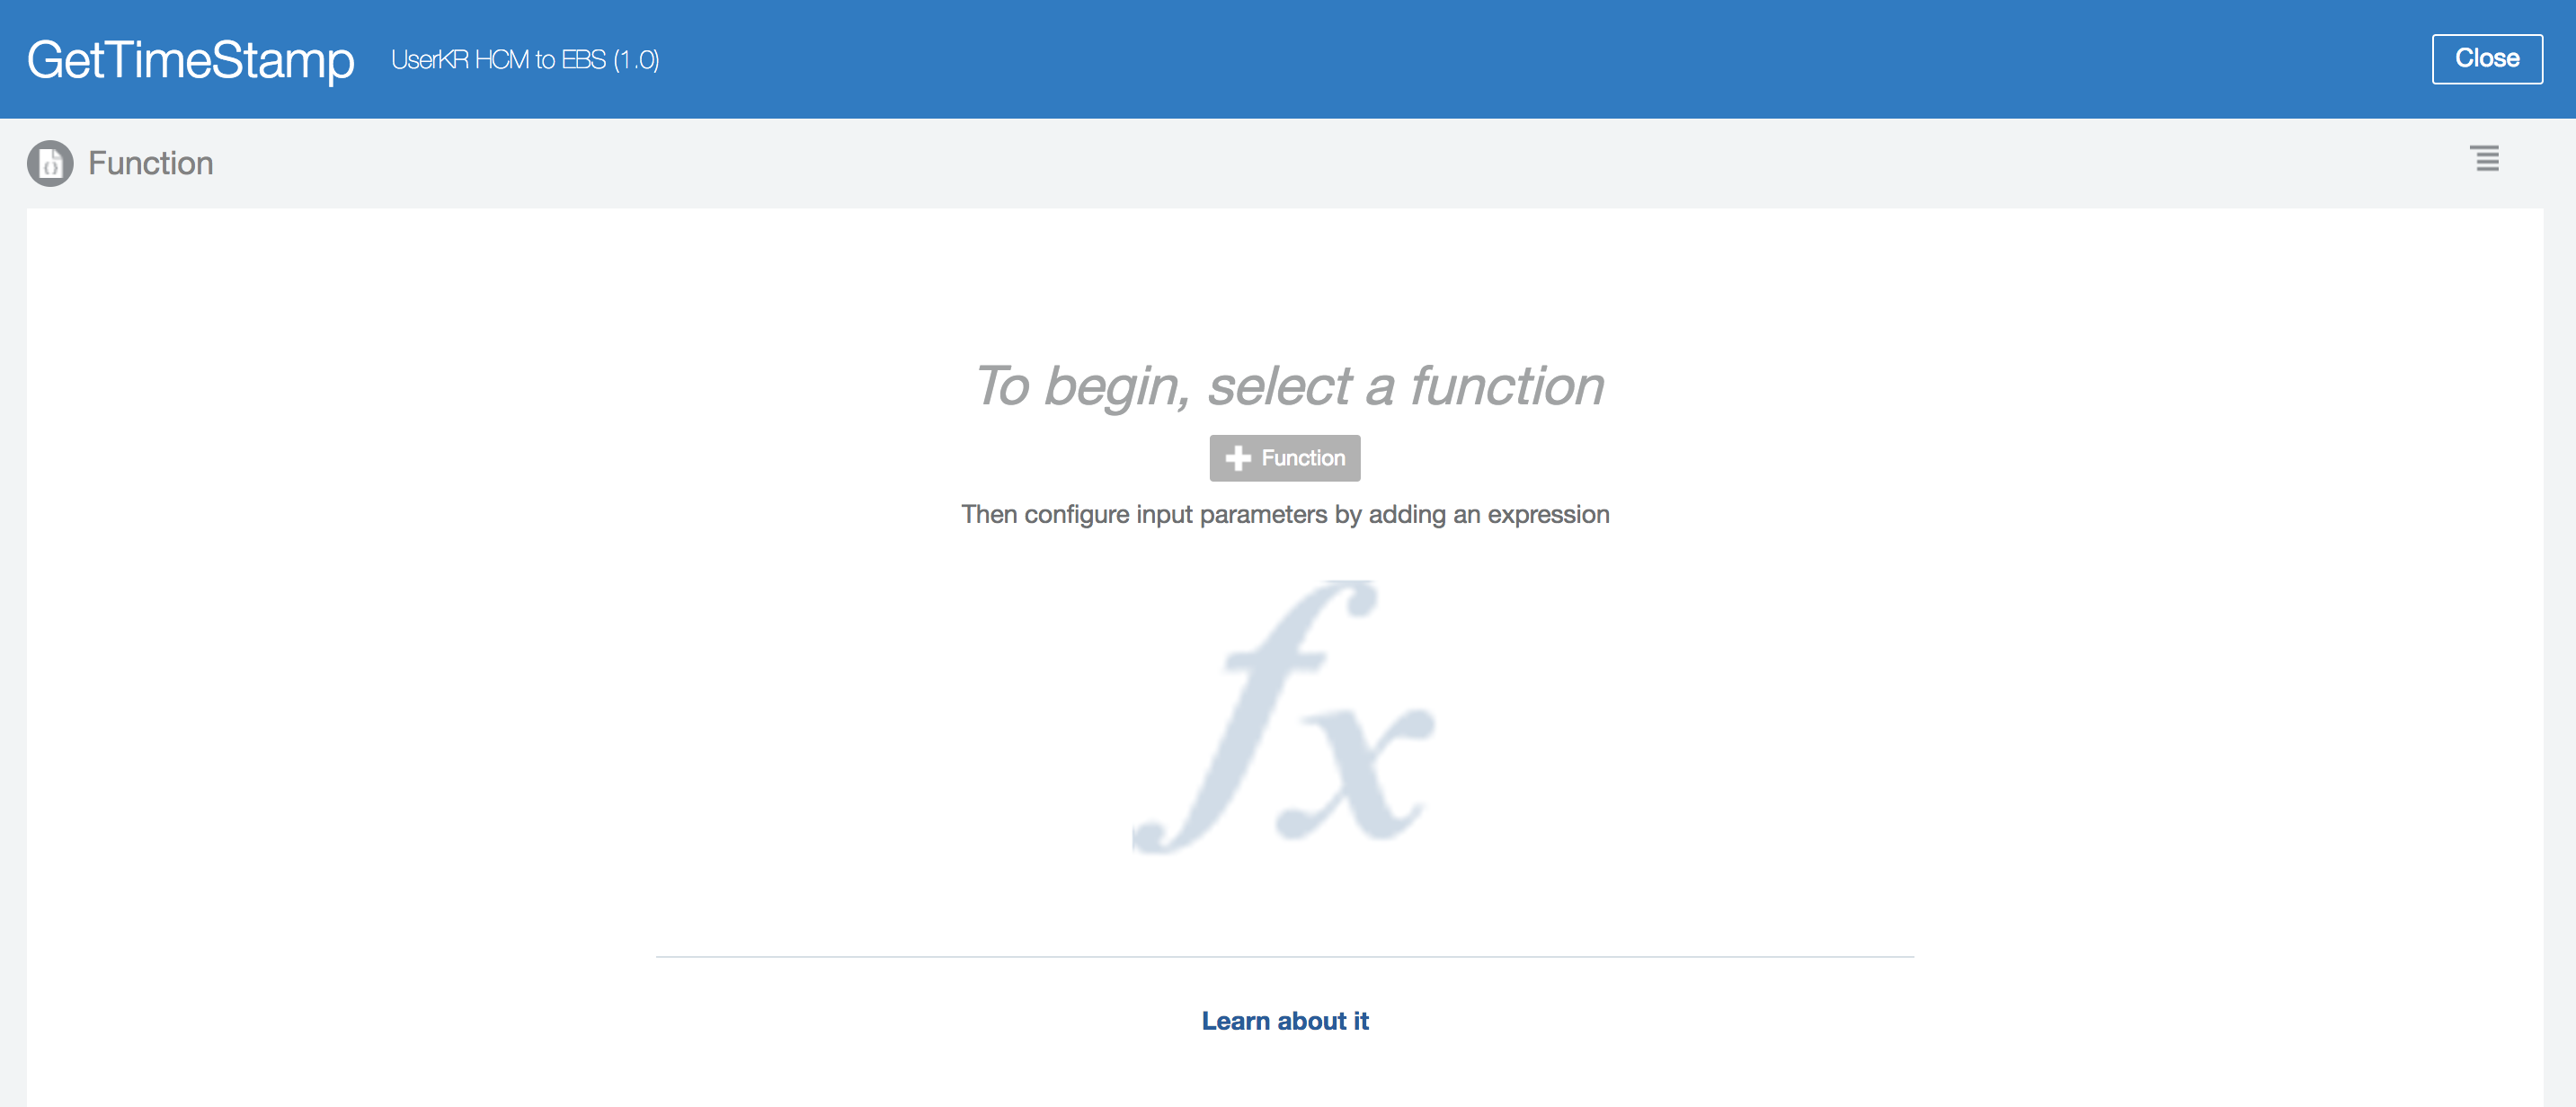 GetTimeStamp UserKR HCM to EBS (1.0) Close
Function
To begin, select a function
Function
Then configure input parameters by adding an expression
fx
Learn about it